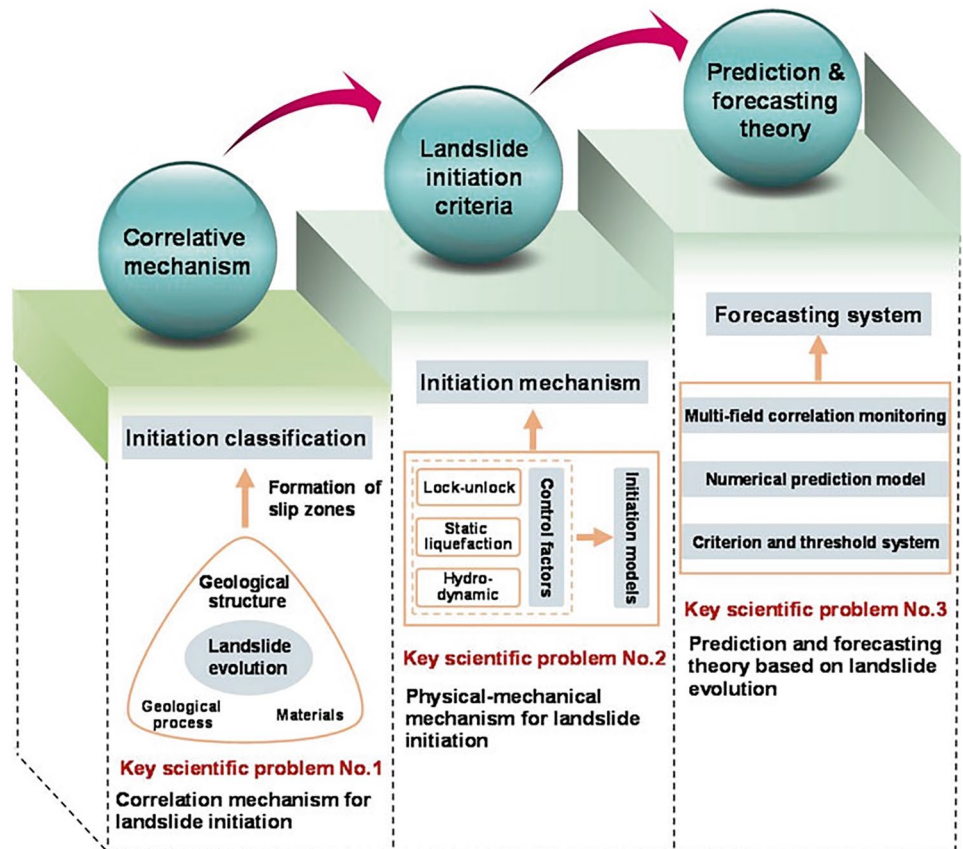 Correlative
mechanism
Landslide
initiation
criteria
Prediction &
forecasting
theory
Initiation classification
Formation of
slip zones
Geological
structure
Landslide
evolution
Geological
process
Materials
Key scientific problem No.1
Correlation mechanism for
landslide initiation
Initiation mechanism
Lock-unlock
Static
liquefaction
Hydro-
dynamic
Control factors
Initiation models
Key scientific problem No.2
Physical-mechanical
mechanism for landslide
initiation
Forecasting system
Multi-field correlation monitoring
Numerical prediction model
Criterion and threshold system
Key scientific problem No.3
Prediction and forecasting
theory based on landslide
evolution